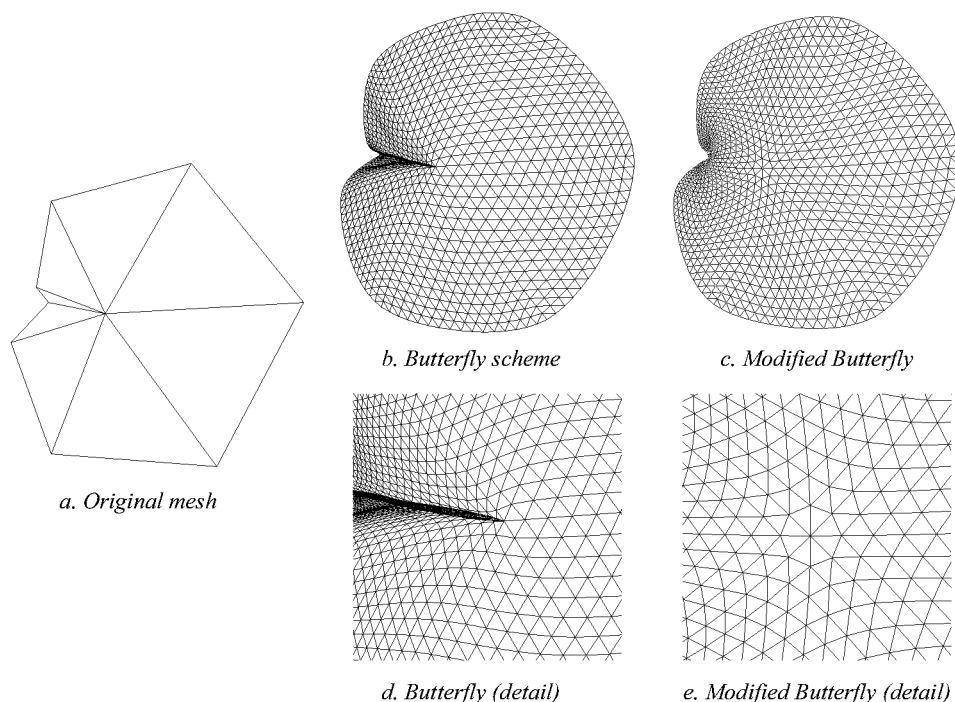 b. Butterfly scheme
c. Modified Butterfly
a. Original mesh
d. Butterfly (detail)
e. Modified Butterfly (detail)